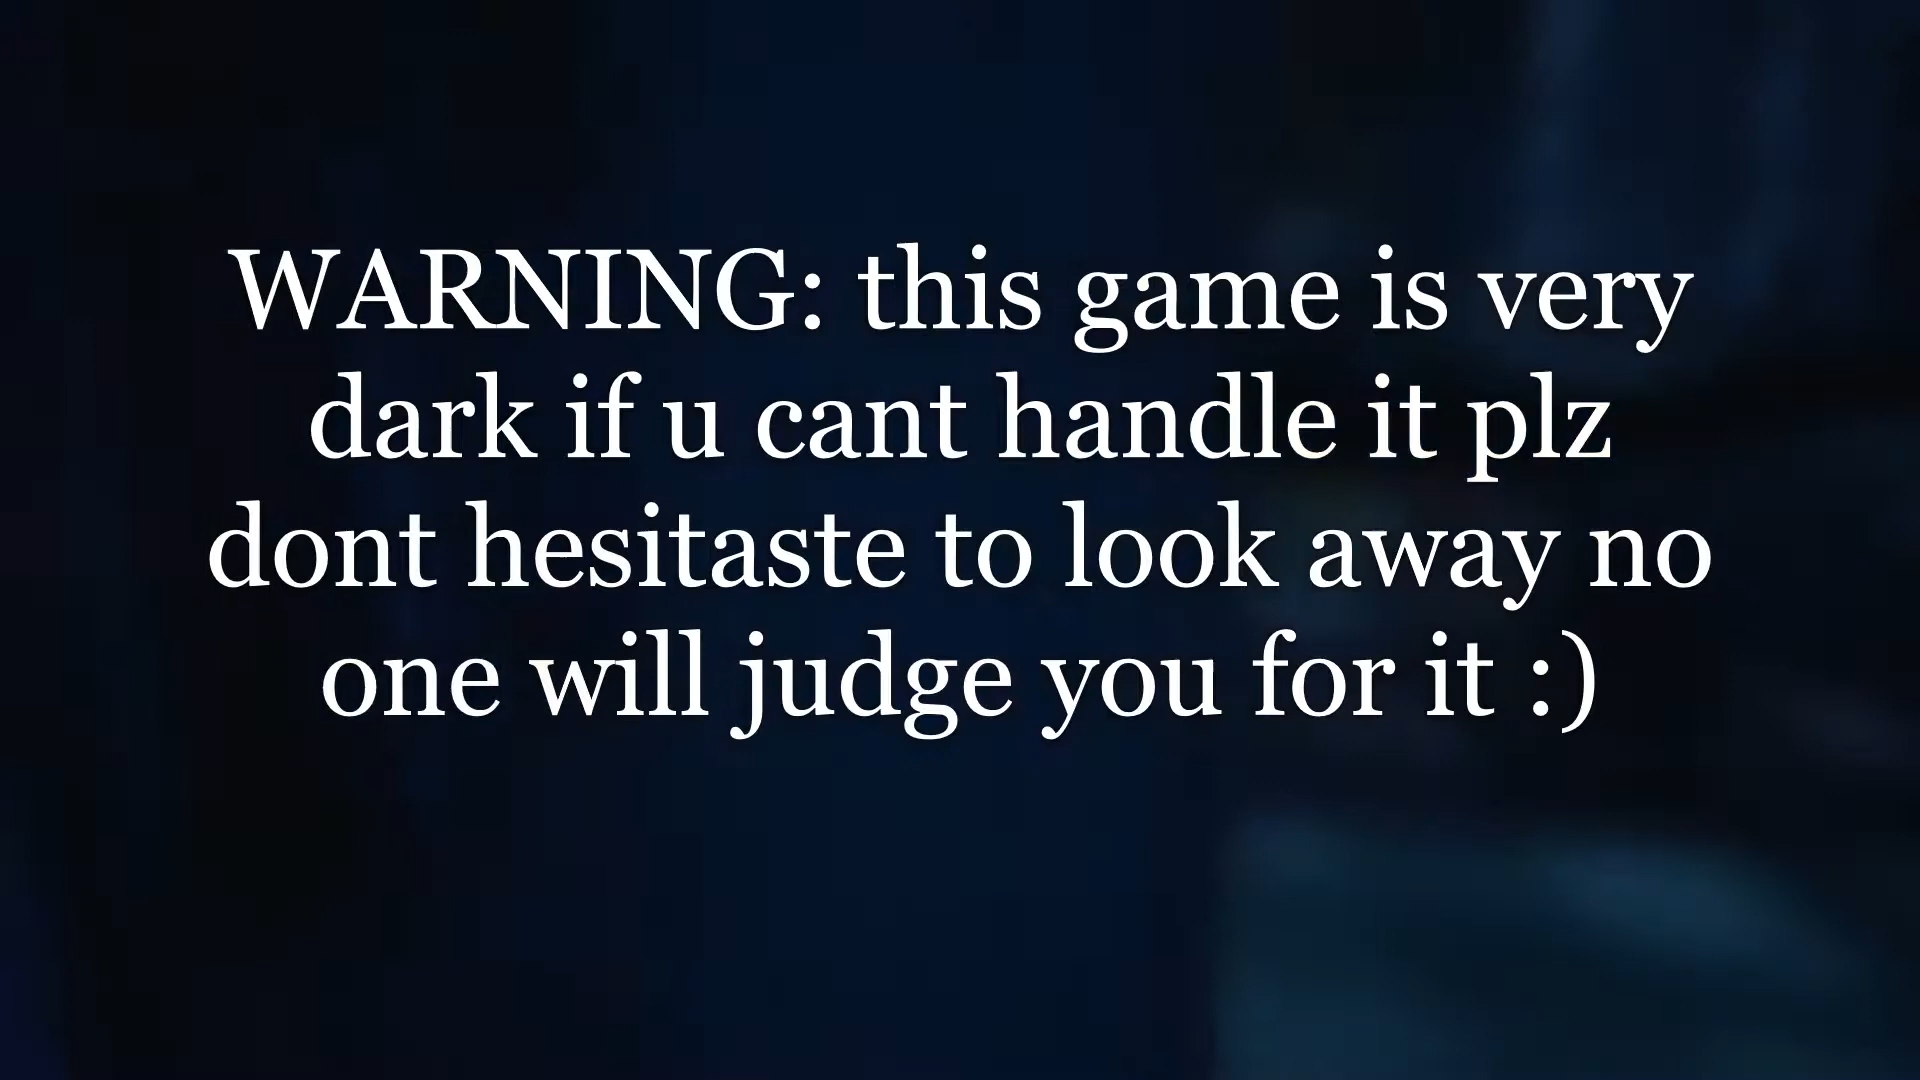 WARNING: this game is very
dark if u cant handle it plz
dont hesitaste to look away no
one will judge you for it :)